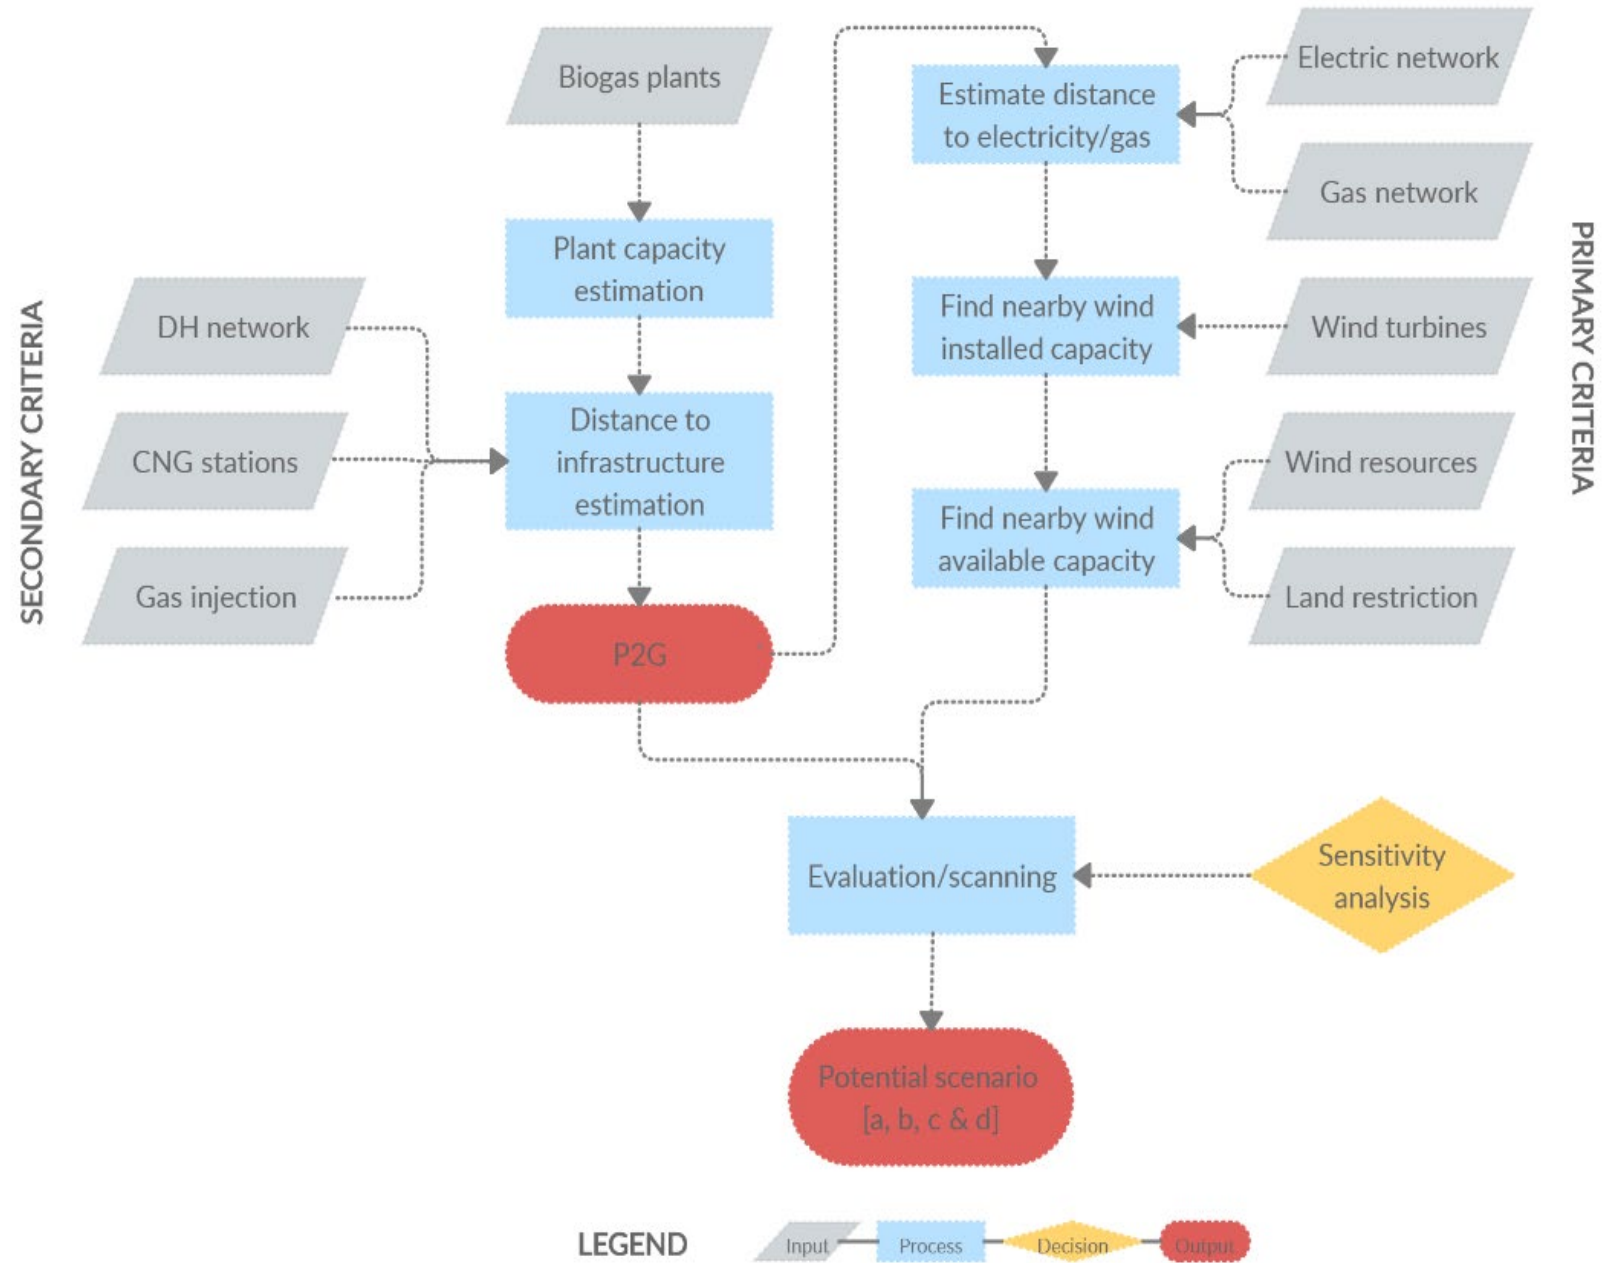 SECONDARY CRITERIA
DH network
CNG stations
Gas injection
Biogas plants
Plant capacity
estimation
Distance to
infrastructure
estimation
P2G
Estimate distance
to electricity/gas
Find nearby wind
installed capacity
Find nearby wind
available capacity
Electric network
Gas network
Wind turbines
Wind resources
Land restriction
PRIMARY CRITERIA
Evaluation/scanning
Sensitivity
analysis
Potential scenario
[a, b, c & d]
LEGEND
Input
Process
Decision
Output